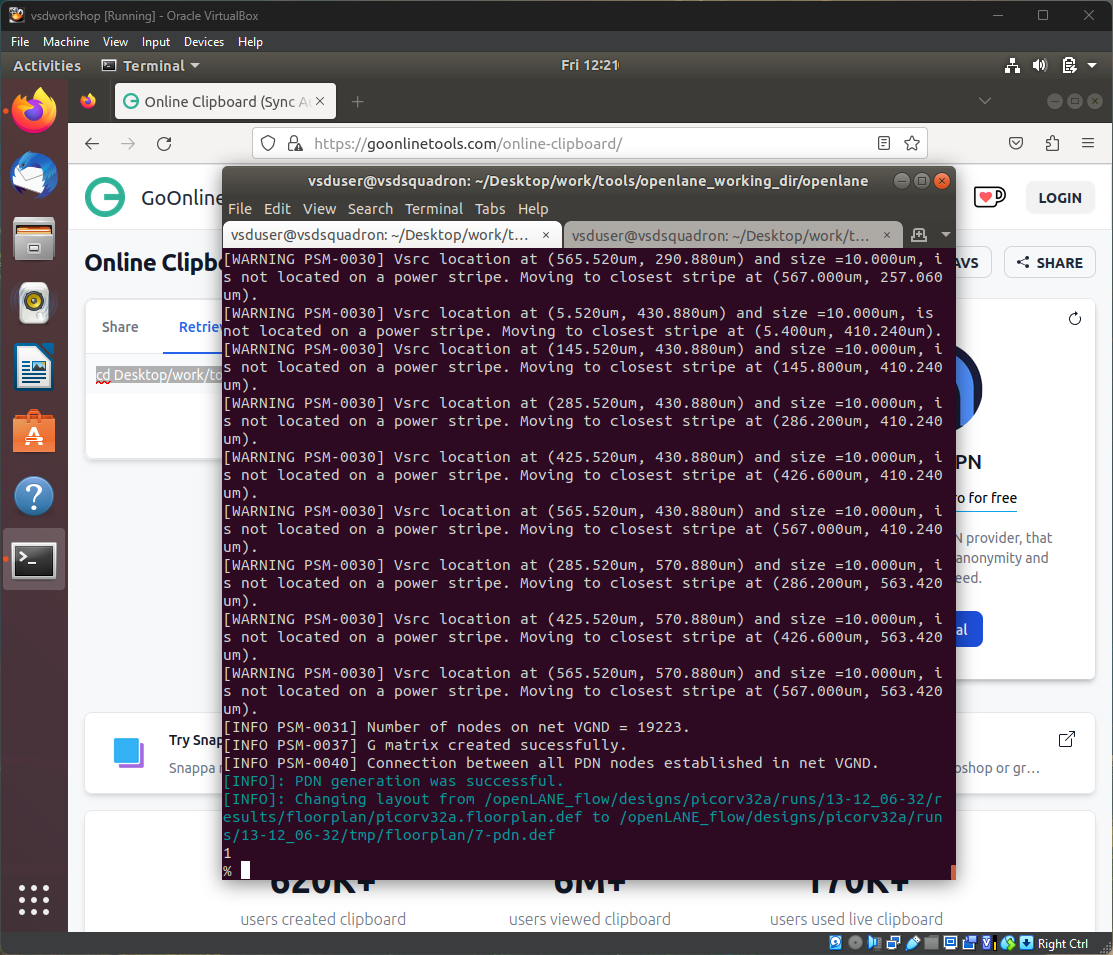 vsdworkshop [Running] - Oracle VirtualBox
File Machine View Input Devices Help
Activities Terminal Fri 12:21
Online Clipboard (Sync A
https://goonlinetools.com/online-clipboard/
GoOnline
LOGIN
Online Clipb
AVS
SHARE
Share
Retrie
cd Desktop/work/to
vsduser@vsdsquadron: ~/Desktop/work/tools/openlane_working_dir/openlane
File Edit View Search Terminal Tabs Help
vsduser@vsdsquadron: ~/Desktop/work/t... × vsduser@vsdsquadron: ~/Desktop/work/t... ×
[WARNING PSM-0030] Vsrc location at (565.520um, 290.880um) and size =10.000um, i
s not located on a power stripe. Moving to closest stripe at (567.000um, 257.060
um).
[WARNING PSM-0030] Vsrc location at (5.520um, 430.880um) and size =10.000um, is
not located on a power stripe. Moving to closest stripe at (5.400um, 410.240um).
[WARNING PSM-0030] Vsrc location at (145.520um, 430.880um) and size =10.000um, i
s not located on a power stripe. Moving to closest stripe at (145.800um, 410.240
um).
[WARNING PSM-0030] Vsrc location at (285.520um, 430.880um) and size =10.000um, i
s not located on a power stripe. Moving to closest stripe at (286.200um, 410.240
um).
[WARNING PSM-0030] Vsrc location at (425.520um, 430.880um) and size =10.000um, i
s not located on a power stripe. Moving to closest stripe at (426.600um, 410.240
um).
[WARNING PSM-0030] Vsrc location at (565.520um, 430.880um) and size =10.000um, i
s not located on a power stripe. Moving to closest stripe at (567.000um, 410.240
um).
[WARNING PSM-0030] Vsrc location at (285.520um, 570.880um) and size =10.000um, i
s not located on a power stripe. Moving to closest stripe at (286.200um, 563.420
um).
[WARNING PSM-0030] Vsrc location at (425.520um, 570.880um) and size =10.000um, i
s not located on a power stripe. Moving to closest stripe at (426.600um, 563.420
um).
[WARNING PSM-0030] Vsrc location at (565.520um, 570.880um) and size =10.000um, i
s not located on a power stripe. Moving to closest stripe at (567.000um, 563.420
um).
[INFO PSM-0031] Number of nodes on net VGND = 19223.
[INFO PSM-0037] G matrix created sucessfully.
[INFO PSM-0040] Connection between all PDN nodes established in net VGND.
[INFO]: PDN generation was successful.
[INFO]: Changing layout from /openLANE_flow/designs/picorv32a/runs/13-12_06-32/r
esults/floorplan/picorv32a.floorplan.def to /openLANE_flow/designs/picorv32a/run
s/13-12_06-32/tmp/floorplan/7-pdn.def
1
%
PN
o for free
N provider, that
anonymity and
eed.
al
Try Snap
Snappa
oshop or gr…
620K+ 6M+ 170K+
users created clipboard users viewed clipboard users used live clipboard
Right Ctrl